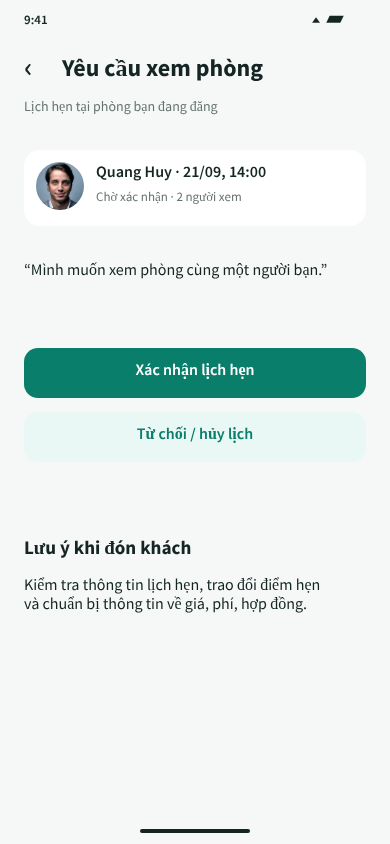 9:41
‹ Yêu cầu xem phòng
Lịch hẹn tại phòng bạn đang đăng
Quang Huy · 21/09, 14:00
Chờ xác nhận · 2 người xem
“Mình muốn xem phòng cùng một người bạn.”
Xác nhận lịch hẹn
Từ chối / hủy lịch
Lưu ý khi đón khách
Kiểm tra thông tin lịch hẹn, trao đổi điểm hẹn
và chuẩn bị thông tin về giá, phí, hợp đồng.